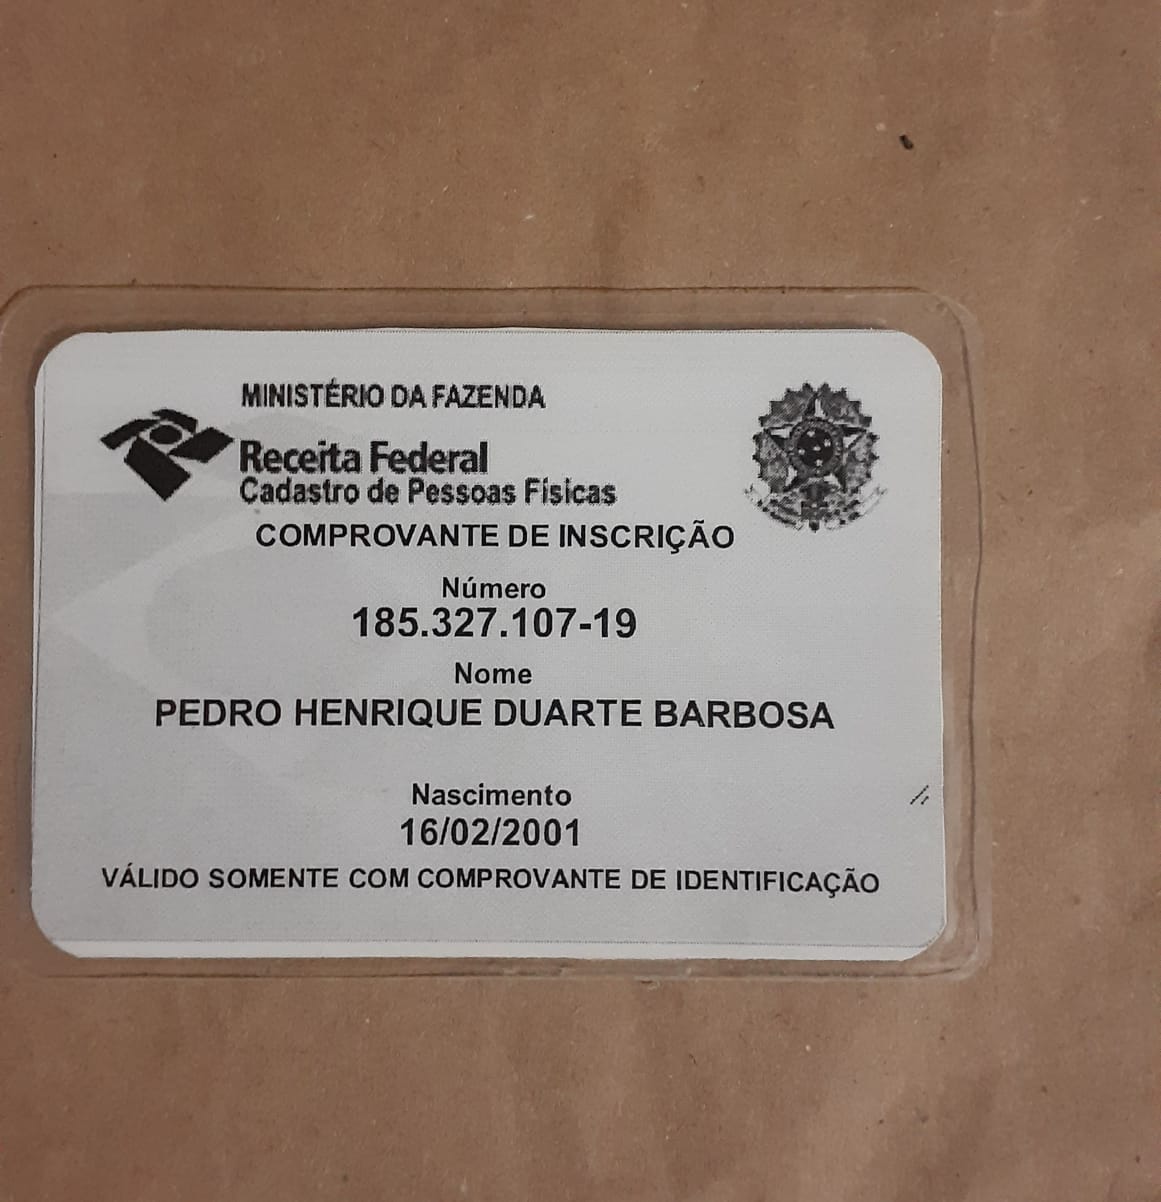 MINISTÉRIO DA FAZENDA
Receita Federal
Cadastro de Pessoas Físicas
COMPROVANTE DE INSCRIÇÃO
Número
185.327.107-19
Nome
PEDRO HENRIQUE DUARTE BARBOSA
Nascimento
16/02/2001
VÁLIDO SOMENTE COM COMPROVANTE DE IDENTIFICAÇÃO